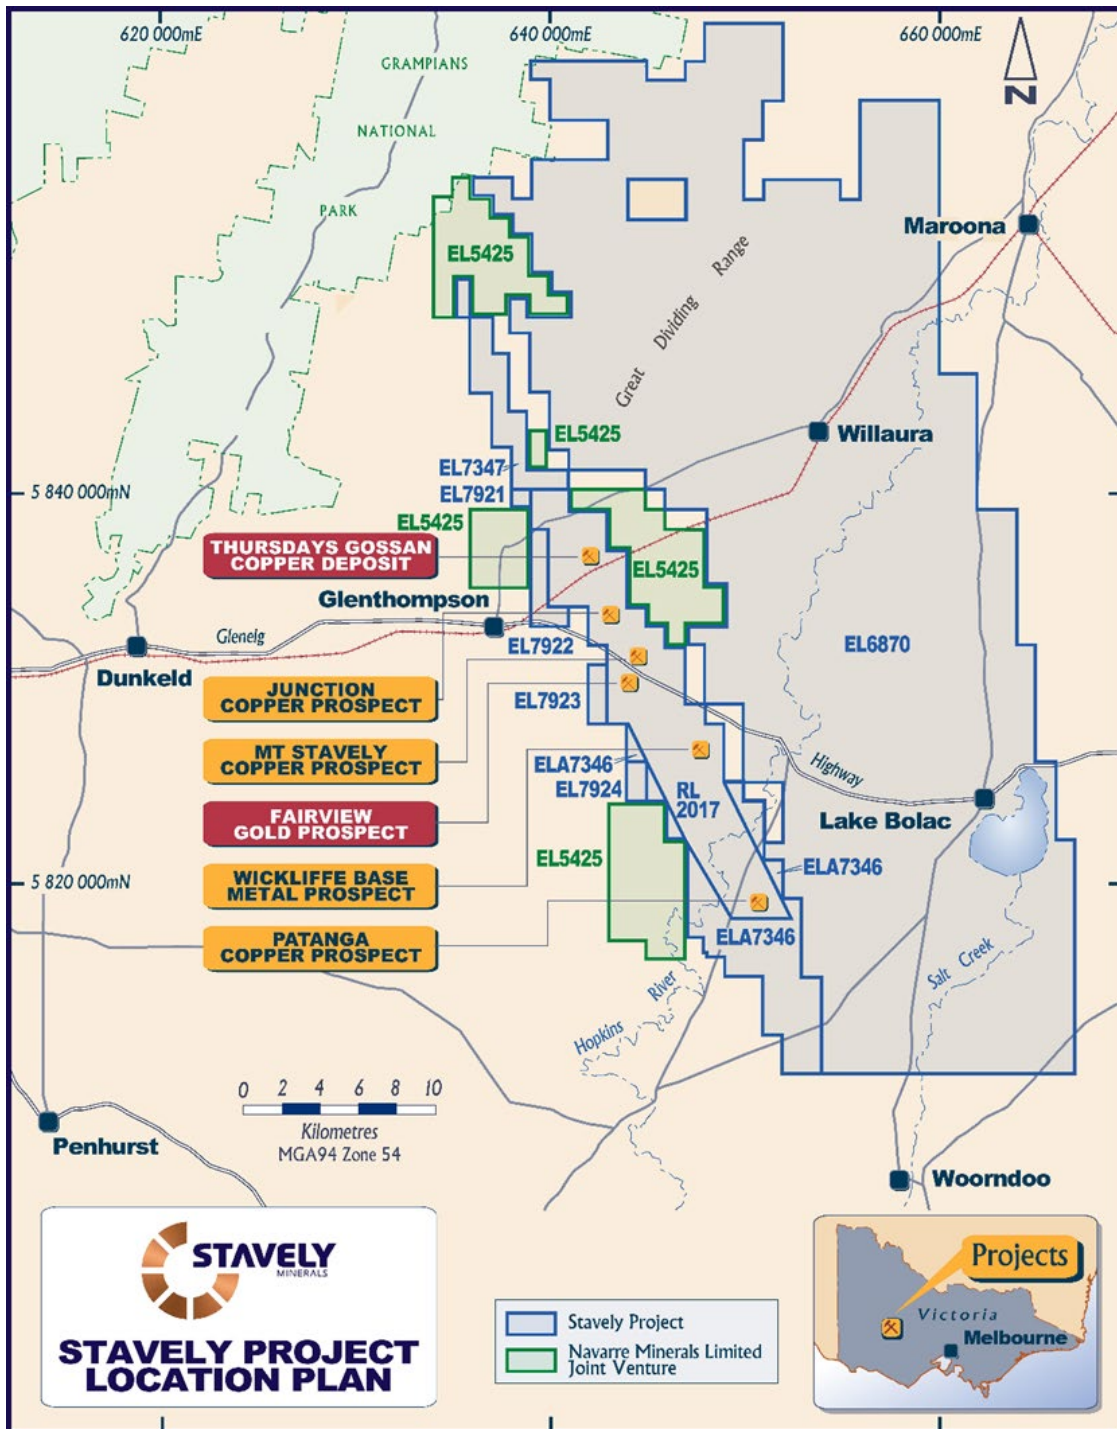 620 000mE
640 000mE
660 000mE
GRAMPIANS
NATIONAL
PARK
N
Maroona
EL5425
Great Dividing Range
EL5425
Willaura
EL7347
EL7921
5 840 000mN
EL5425
THURSDAYS GOSSAN
COPPER DEPOSIT
EL5425
Glenthompson
Glenelg
EL7922
EL6870
Dunkeld
JUNCTION
COPPER PROSPECT
EL7923
MT STAVELY
COPPER PROSPECT
ELA7346
Highway
EL7924
RL
2017
FAIRVIEW
GOLD PROSPECT
Lake Bolac
EL5425
ELA7346
5 820 000mN
WICKLIFFE BASE
METAL PROSPECT
PATANGA
COPPER PROSPECT
ELA7346
Salt Creek
Hopkins River
0 2 4 6 8 10
Kilometres
MGA94 Zone 54
Penhurst
Woorndoo
STAVELY
MINERALS
STAVELY PROJECT
LOCATION PLAN
Stavely Project
Navarre Minerals Limited
Joint Venture
Projects
Victoria
Melbourne